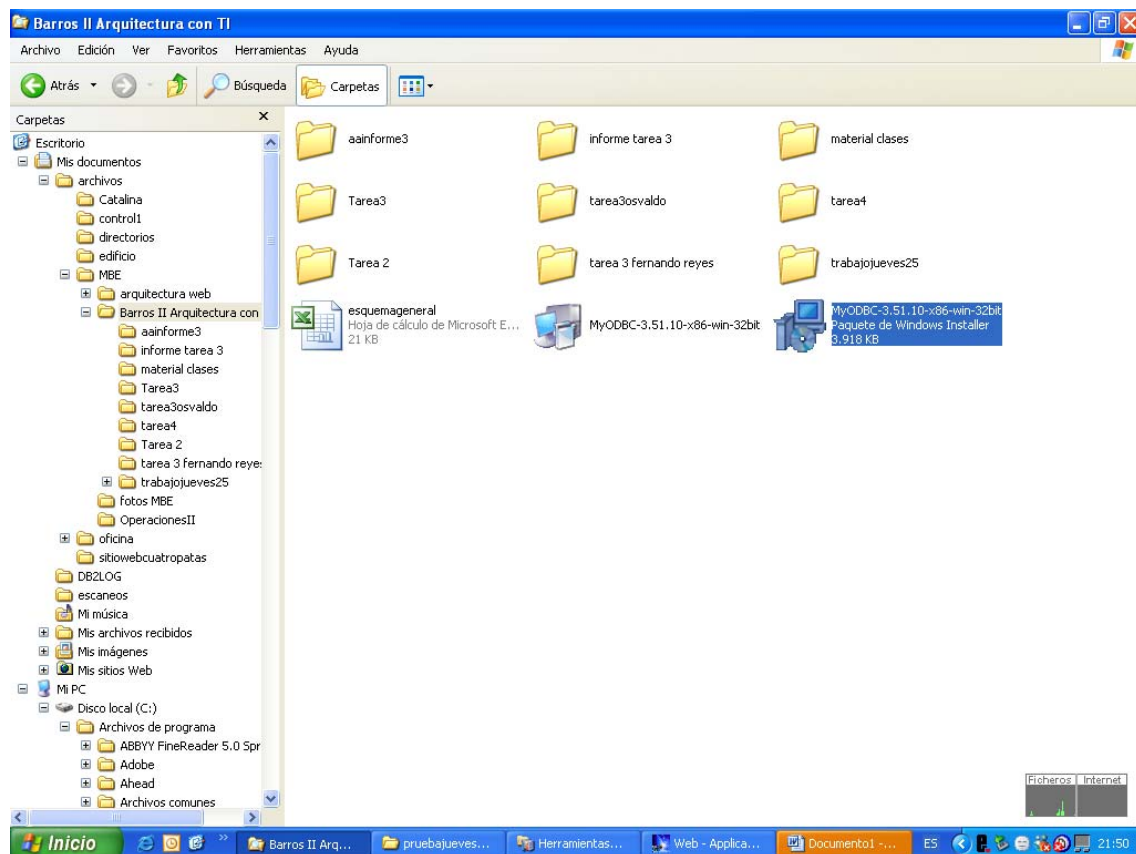 Barros II Arquitectura con TI
Archivo Edición Ver Favoritos Herramientas Ayuda
Atrás Búsqueda Carpetas
Carpetas
Escritorio
Mis documentos
archivos
Catalina
control1
directorios
edificio
MBE
arquitectura web
Barros II Arquitectura con
aainforme3
informe tarea 3
material clases
Tarea3
tarea3osvaldo
tarea4
Tarea 2
tarea 3 fernando reye
trabajojueves25
fotos MBE
OperacionesII
oficina
sitiowebcuatropatas
DB2LOG
escaneos
Mi música
Mis archivos recibidos
Mis imágenes
Mis sitios Web
Mi PC
Disco local (C:)
Archivos de programa
ABBYY FineReader 5.0 Spr
Adobe
Ahead
Archivos comunes
aainforme3 informe tarea 3 material clases
Tarea3 tarea3osvaldo tarea4
Tarea 2 tarea 3 fernando reyes trabajojueves25
esquemageneral
Hoja de cálculo de Microsoft E...
21 KB
MyODBC-3.51.10-x86-win-32bit
MyODBC-3.51.10-x86-win-32bit
Paquete de Windows Installer
3.918 KB
Ficheros Internet
Inicio Barros II Arq... pruebajueves... Herramientas... Web - Applica... Documento1 -... ES 21:50